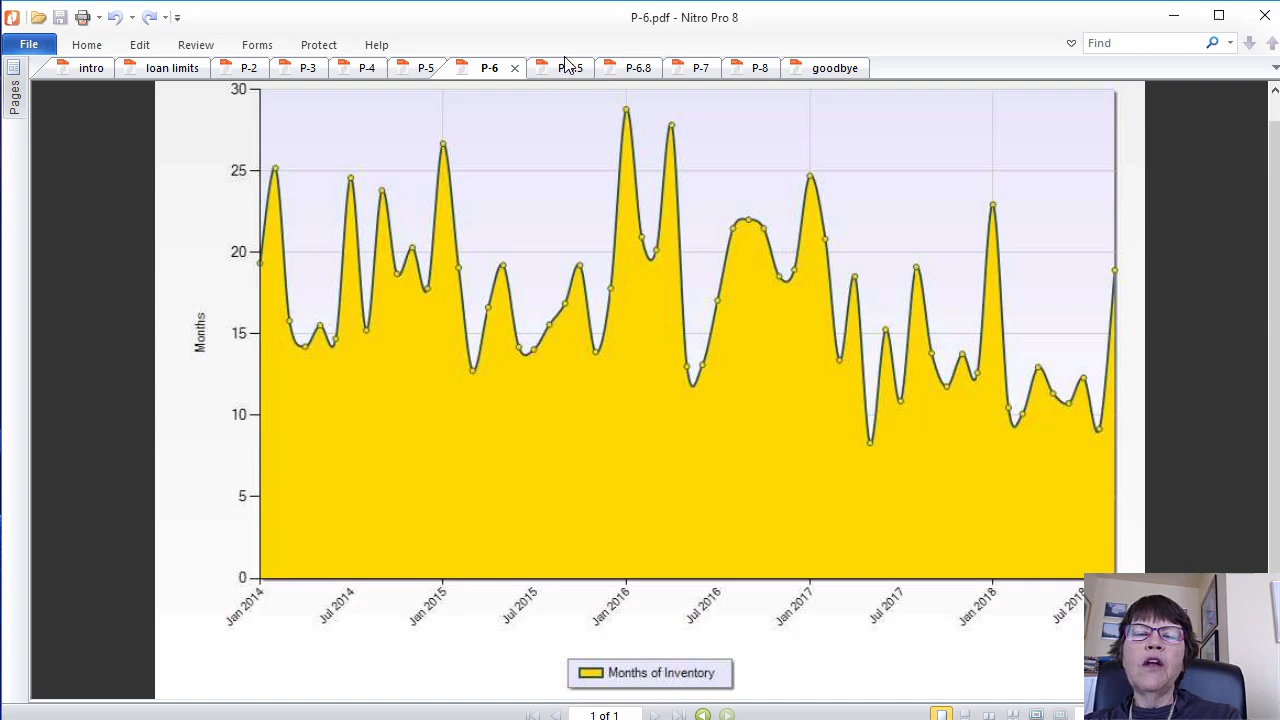 P-6.pdf - Nitro Pro 8
File Home Edit Review Forms Protect Help Find
intro loan limits P-2 P-3 P-4 P-5 P-6 P-6.8 P-7 P-8 goodbye
Pages
30
25
20
15
10
5
0
Months
Jan 2014 Jul 2014 Jan 2015 Jul 2015 Jan 2016 Jul 2016 Jan 2017 Jul 2017 Jan 2018 Jul 2018
Months of Inventory
1 of 1